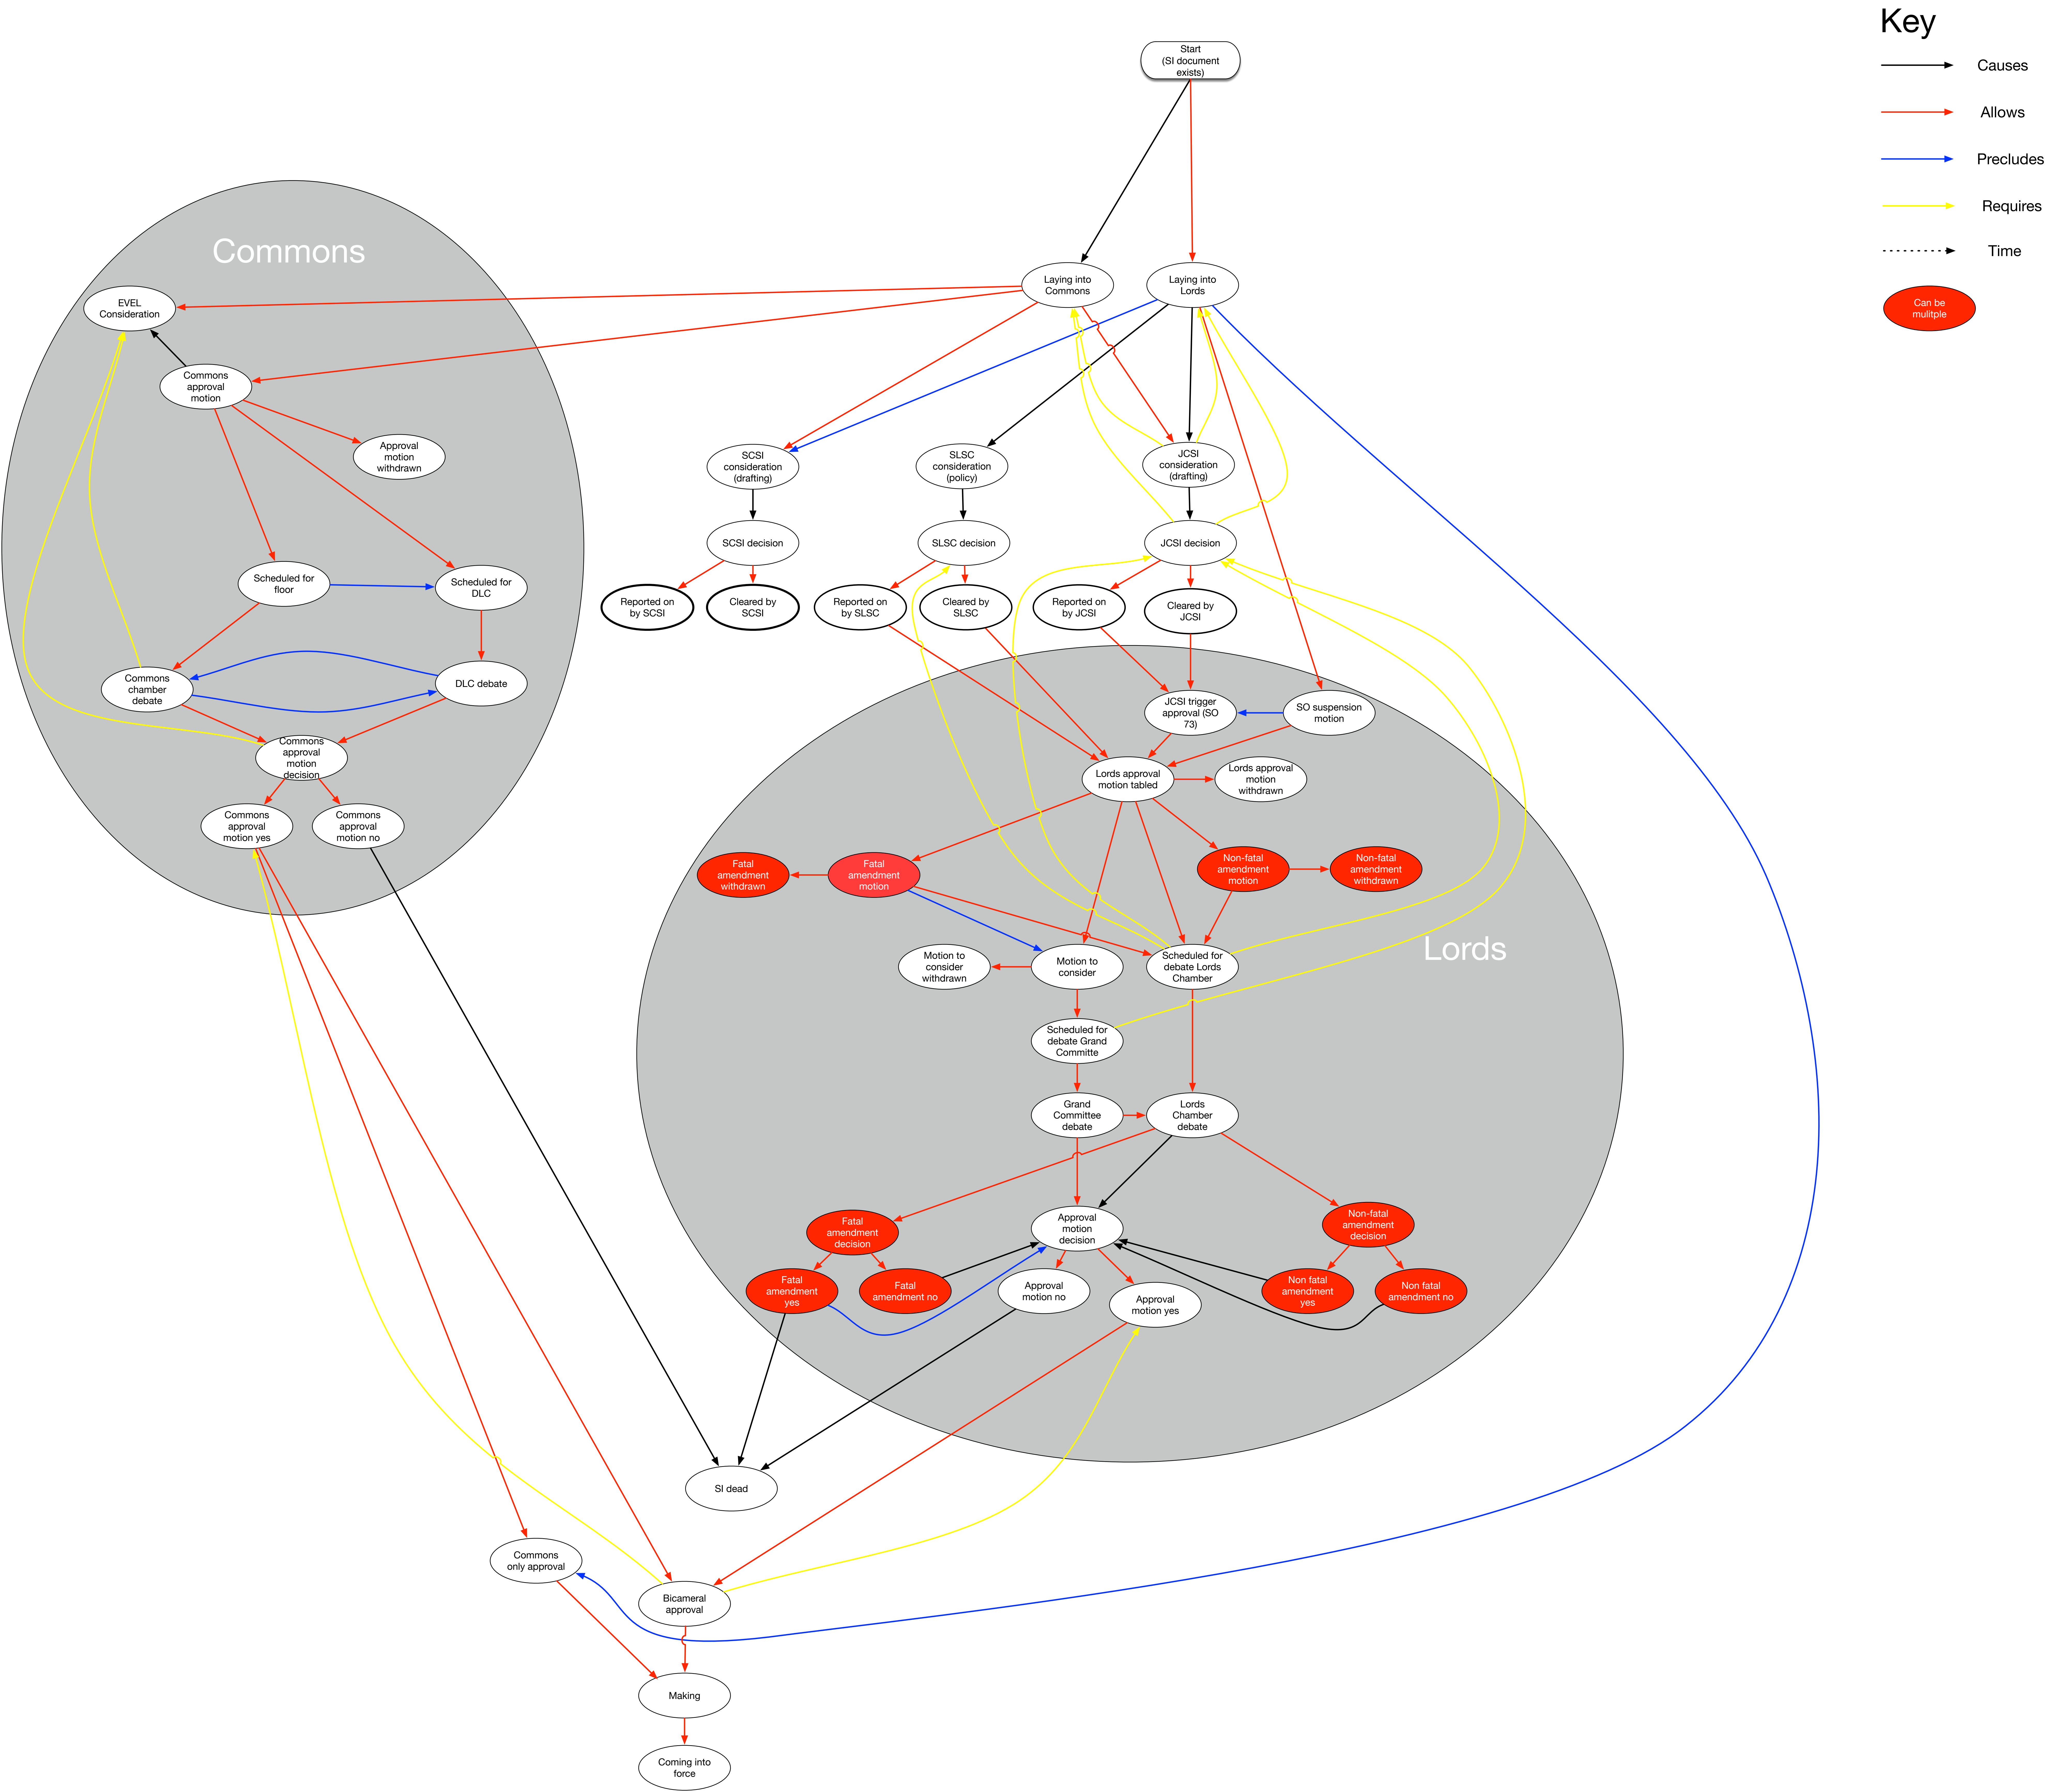 Key
Causes
Allows
Precludes
Requires
Time
Can be
mulitple
Start
(SI document
exists)
Commons
Laying into
Commons
Laying into
Lords
EVEL
Consideration
Commons
approval
motion
Approval
motion
withdrawn
SCSI
consideration
(drafting)
SLSC
consideration
(policy)
JCSI
consideration
(drafting)
SCSI decision
SLSC decision
JCSI decision
Scheduled for
floor
Scheduled for
DLC
Reported on
by SCSI
Cleared by
SCSI
Reported on
by SLSC
Cleared by
SLSC
Reported on
by JCSI
Cleared by
JCSI
Commons
chamber
debate
DLC debate
JCSI trigger
approval (SO
73)
SO suspension
motion
Commons
approval
motion
decision
Lords approval
motion tabled
Lords approval
motion
withdrawn
Commons
approval
motion yes
Commons
approval
motion no
Fatal
amendment
withdrawn
Fatal
amendment
motion
Non-fatal
amendment
motion
Non-fatal
amendment
withdrawn
Lords
Motion to
consider
withdrawn
Motion to
consider
Scheduled for
debate Lords
Chamber
Scheduled for
debate Grand
Committe
Grand
Committee
debate
Lords
Chamber
debate
Fatal
amendment
decision
Approval
motion
decision
Non-fatal
amendment
decision
Fatal
amendment
yes
Fatal
amendment no
Approval
motion no
Approval
motion yes
Non fatal
amendment
yes
Non fatal
amendment no
SI dead
Commons
only approval
Bicameral
approval
Making
Coming into
force